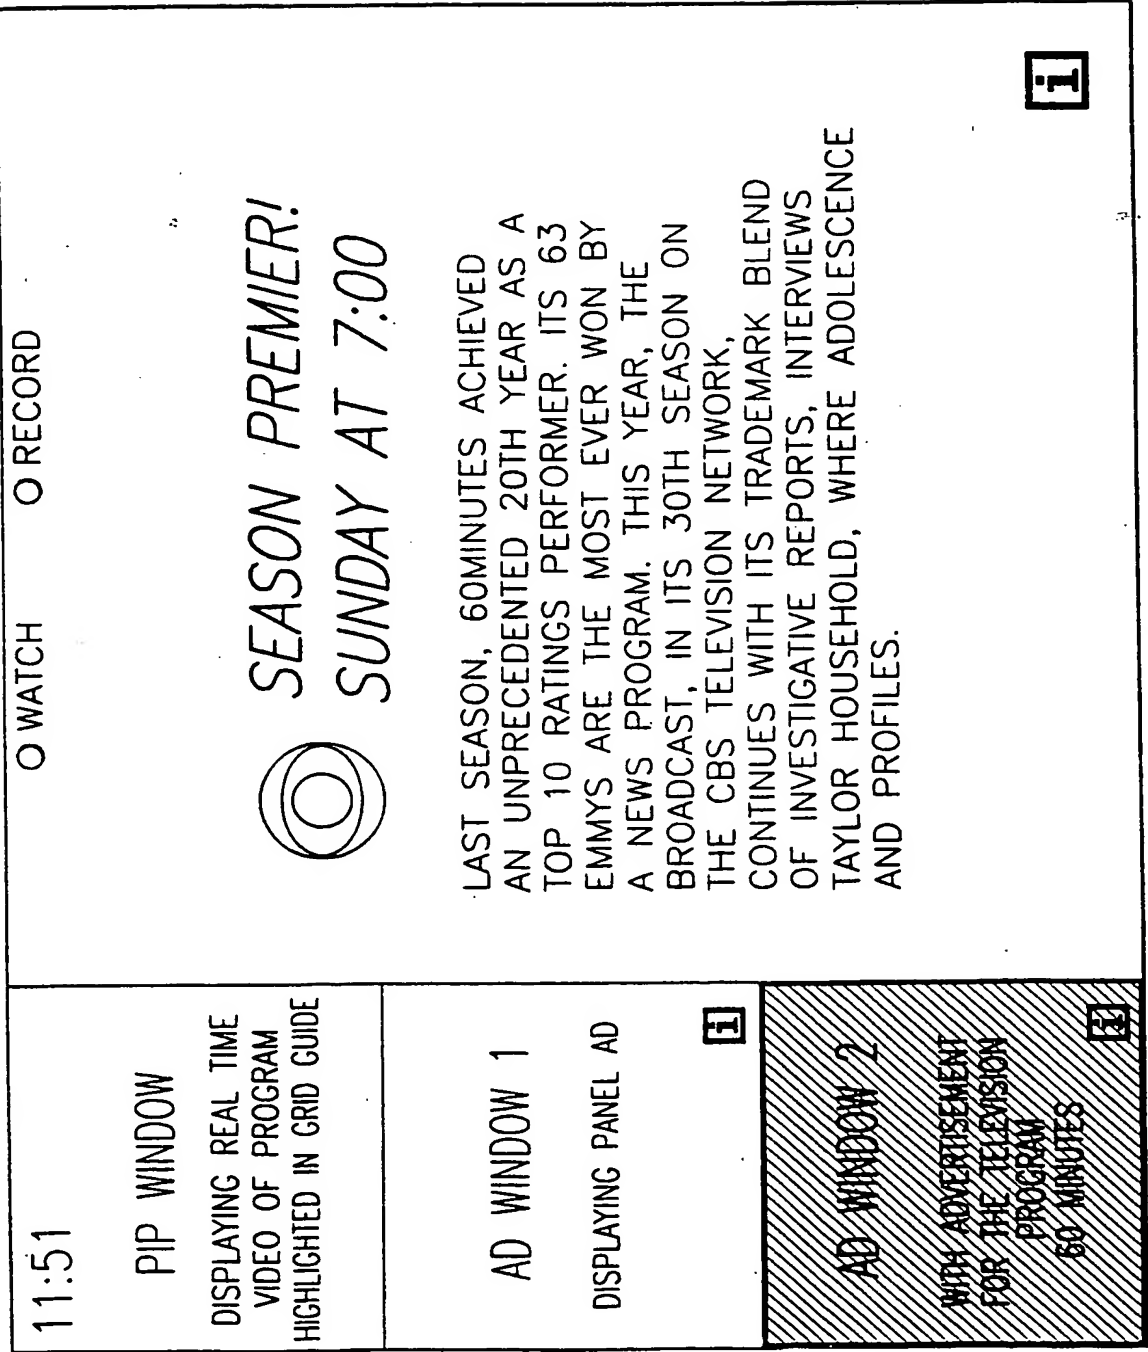 11:51
PIP WINDOW
DISPLAYING REAL TIME
VIDEO OF PROGRAM
HIGHLIGHTED IN GRID GUIDE
AD WINDOW 1
DISPLAYING PANEL AD
i
AD WINDOW 2
WITH ADVERTISEMENT
FOR THE TELEVISION
PROGRAM
60 MINUTES
i
O WATCH O RECORD
SEASON PREMIER!
SUNDAY AT 7:00
LAST SEASON, 60MINUTES ACHIEVED
AN UNPRECEDENTED 20TH YEAR AS A
TOP 10 RATINGS PERFORMER. ITS 63
EMMYS ARE THE MOST EVER WON BY
A NEWS PROGRAM. THIS YEAR, THE
BROADCAST, IN ITS 30TH SEASON ON
THE CBS TELEVISION NETWORK,
CONTINUES WITH ITS TRADEMARK BLEND
OF INVESTIGATIVE REPORTS, INTERVIEWS
TAYLOR HOUSEHOLD, WHERE ADOLESCENCE
AND PROFILES.
i